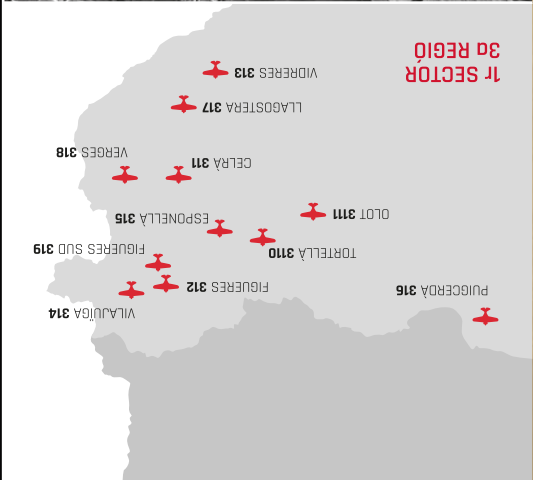 1r SECTOR
3a REGIÓ
PUIGCERDÀ 316
VILAJUÏGA 314
FIGUERES 312
FIGUERES SUD 319
TORTELLÀ 3110
ESPONELLÀ 315
OLOT 3111
CELRÀ 311
VERGES 318
LLAGOSTERA 317
VIDRERES 313